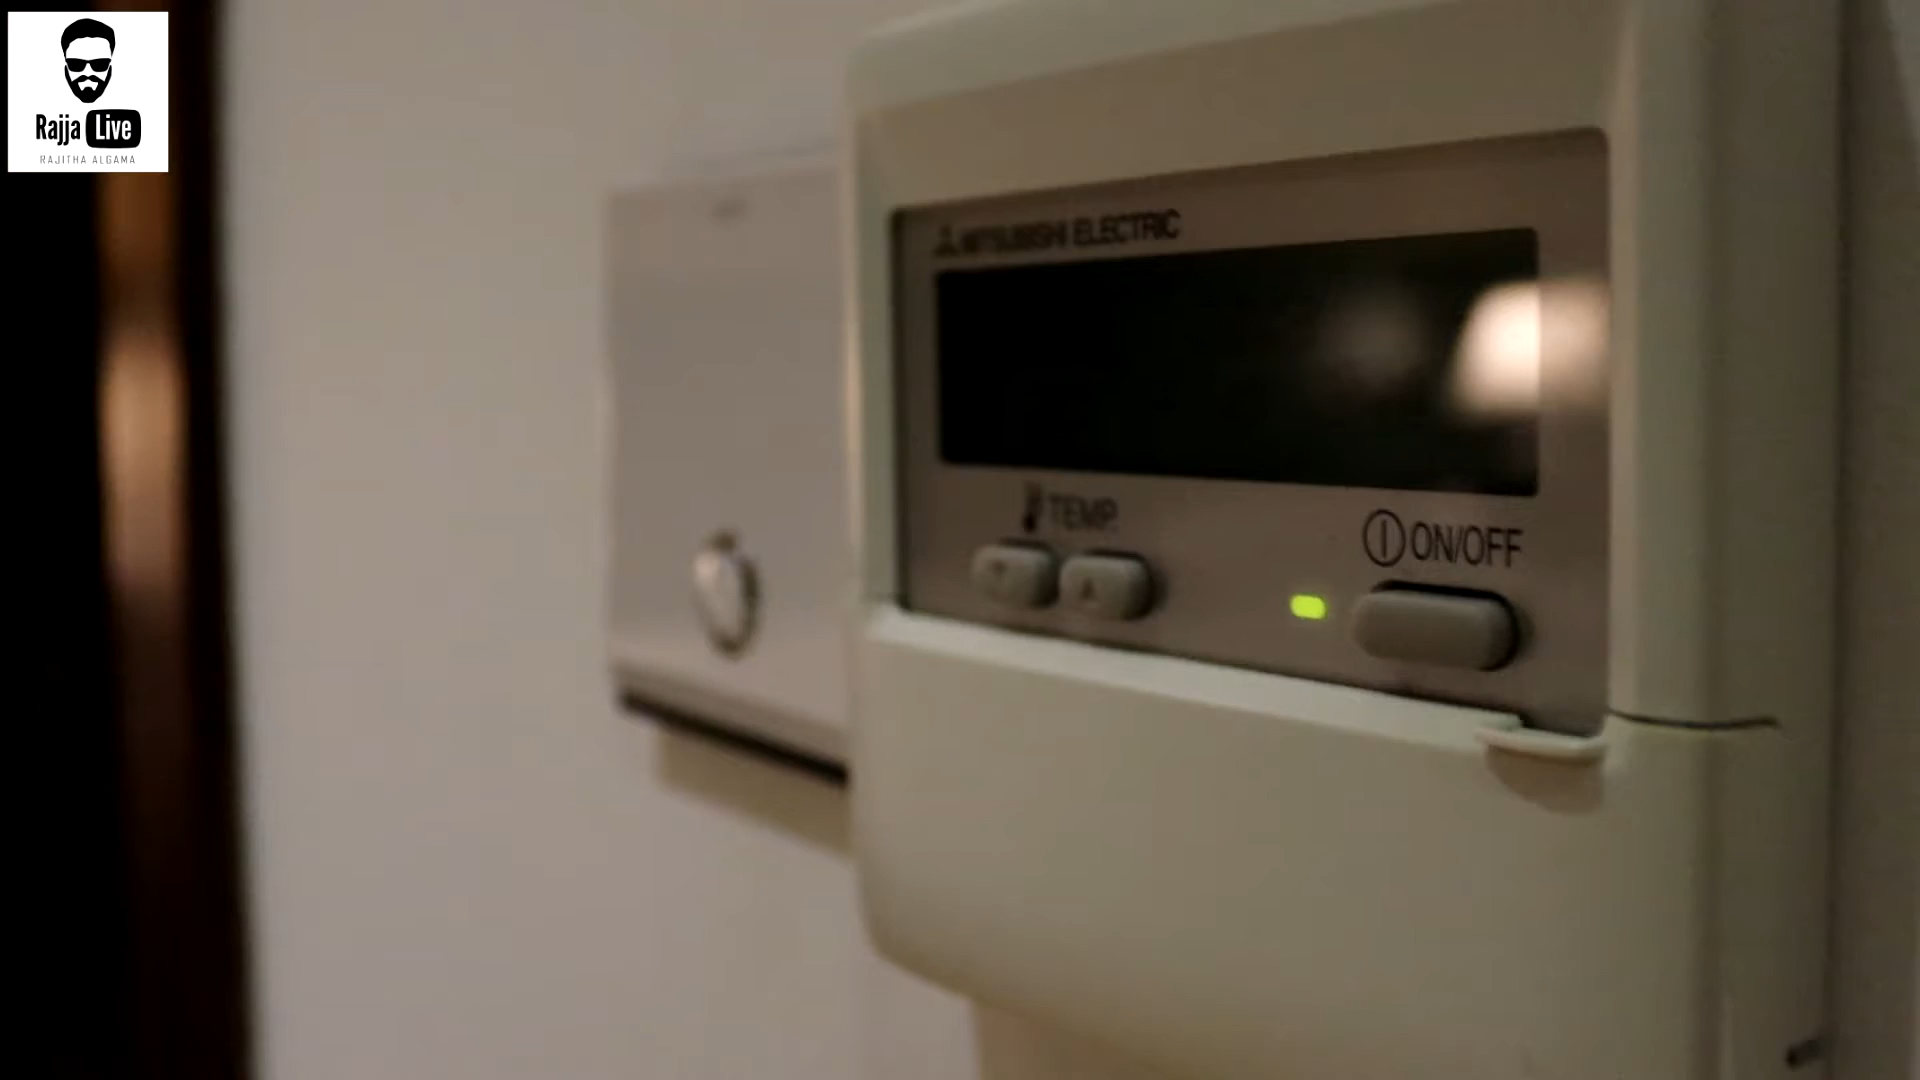 Rajja Live
RAJITHA ALGAMA
MITSUBISHI ELECTRIC
TEMP.
ON/OFF